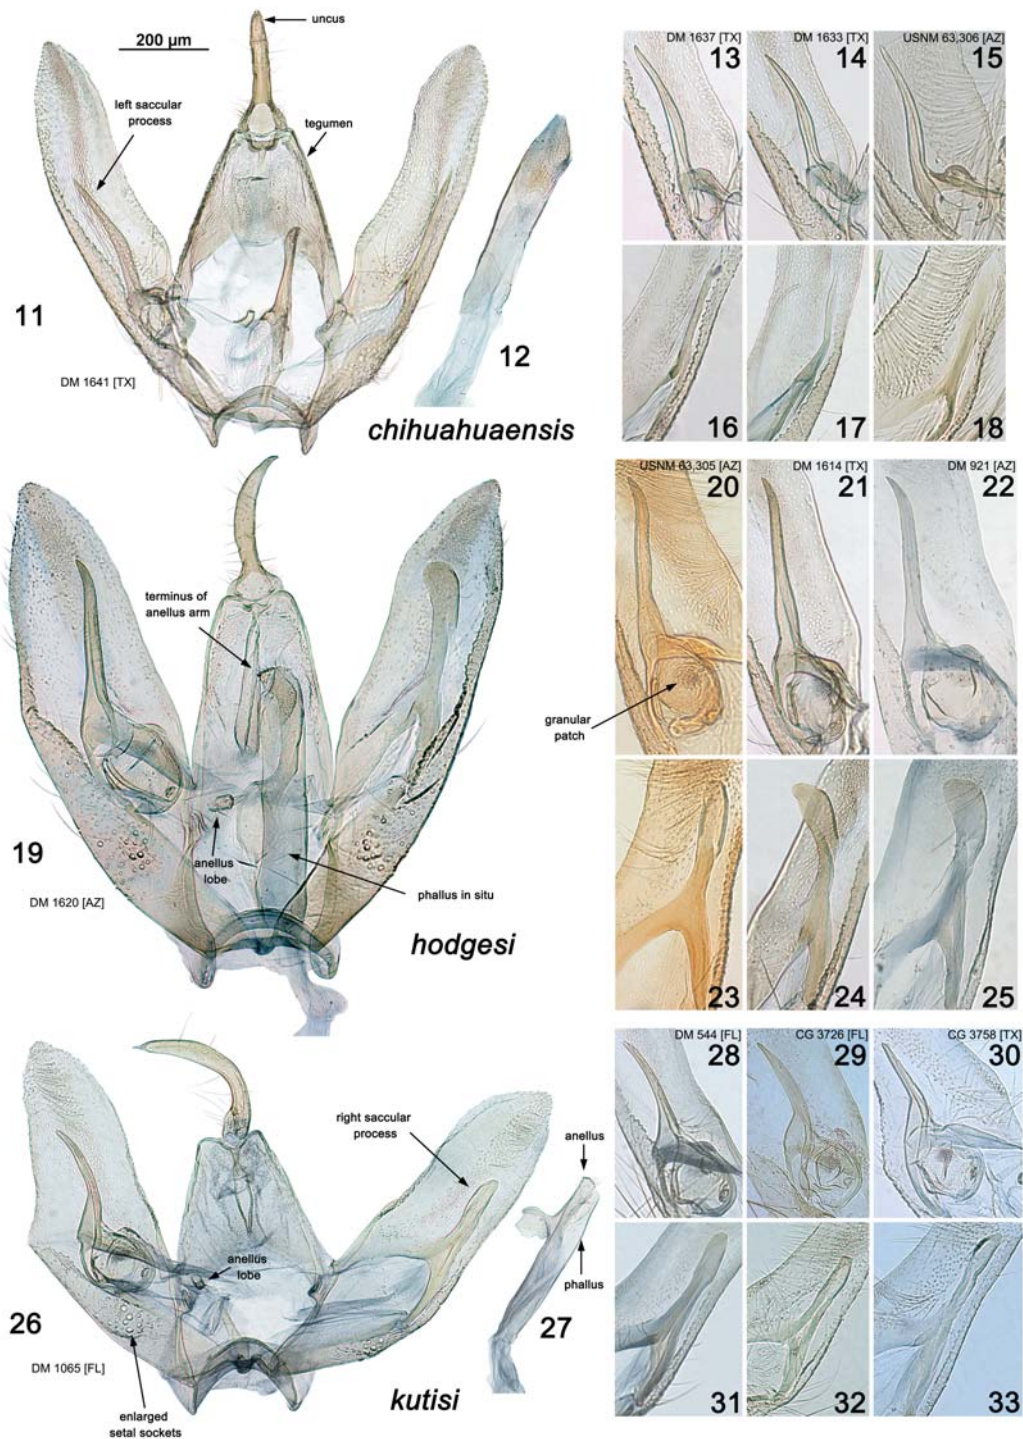 uncus
200 µm
left saccular
process
tegumen
11
12
DM 1641 [TX]
chihuahuaensis
DM 1637 [TX]
13
DM 1633 [TX]
14
USNM 63,306 [AZ]
15
16
17
18
terminus of
anellus arm
19
anellus
lobe
DM 1620 [AZ]
phallus in situ
hodgesi
USNM 63,305 [AZ]
20
DM 1614 [TX]
21
DM 921 [AZ]
22
granular
patch
23
24
25
right saccular
process
anellus
anellus
lobe
phallus
26
27
DM 1065 [FL]
kutisi
enlarged
setal sockets
DM 544 [FL]
28
CG 3726 [FL]
29
CG 3758 [TX]
30
31
32
33